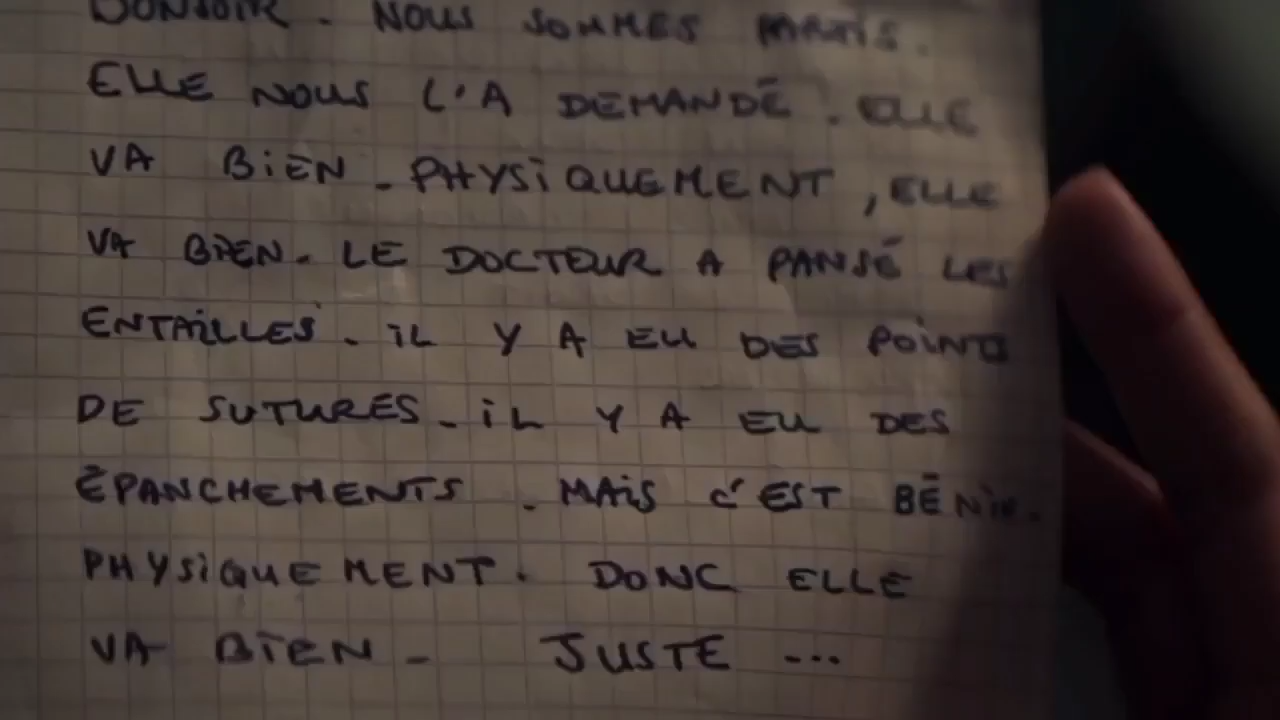 BONSOIR. NOUS SOMMES PARTIS.
ELLE NOUS L'A DEMANDÉ. ELLE
VA BIEN. PHYSIQUEMENT, ELLE
VA BIEN. LE DOCTEUR A PANSÉ LES
ENTAILLES. IL Y A EU DES POINTS
DE SUTURES. IL Y A EU DES
ÉPANCHEMENTS. MAIS C'EST BÉNIN.
PHYSIQUEMENT. DONC ELLE
VA BIEN. JUSTE ...